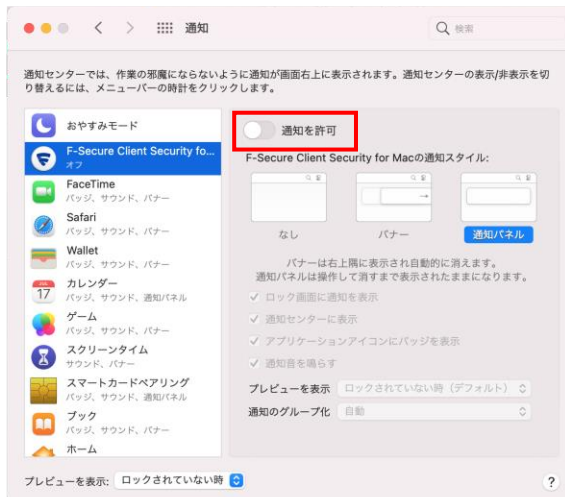 通知
検索
通知センターでは、作業の邪魔にならないように通知が画面右上に表示されます。通知センターの表示/非表示を切
り替えるには、メニューバーの時計をクリックします。
おやすみモード
F-Secure Client Security fo...
オフ
FaceTime
バッジ、サウンド、バナー
Safari
バッジ、サウンド、バナー
Wallet
バッジ、サウンド、バナー
カレンダー
バッジ、サウンド、通知パネル
ゲーム
バッジ、サウンド、バナー
スクリーンタイム
サウンド、バナー
スマートカードペアリング
バッジ、サウンド、通知パネル
ブック
バッジ、サウンド、バナー
ホーム
通知を許可
F-Secure Client Security for Macの通知スタイル:
なし
バナー
通知パネル
バナーは右上隅に表示され自動的に消えます。
通知パネルは操作して消すまで表示されたままになります。
ロック画面に通知を表示
通知センターに表示
アプリケーションアイコンにバッジを表示
通知音を鳴らす
プレビューを表示 ロックされていない時（デフォルト）
通知のグループ化 自動
プレビューを表示: ロックされていない時
?
17